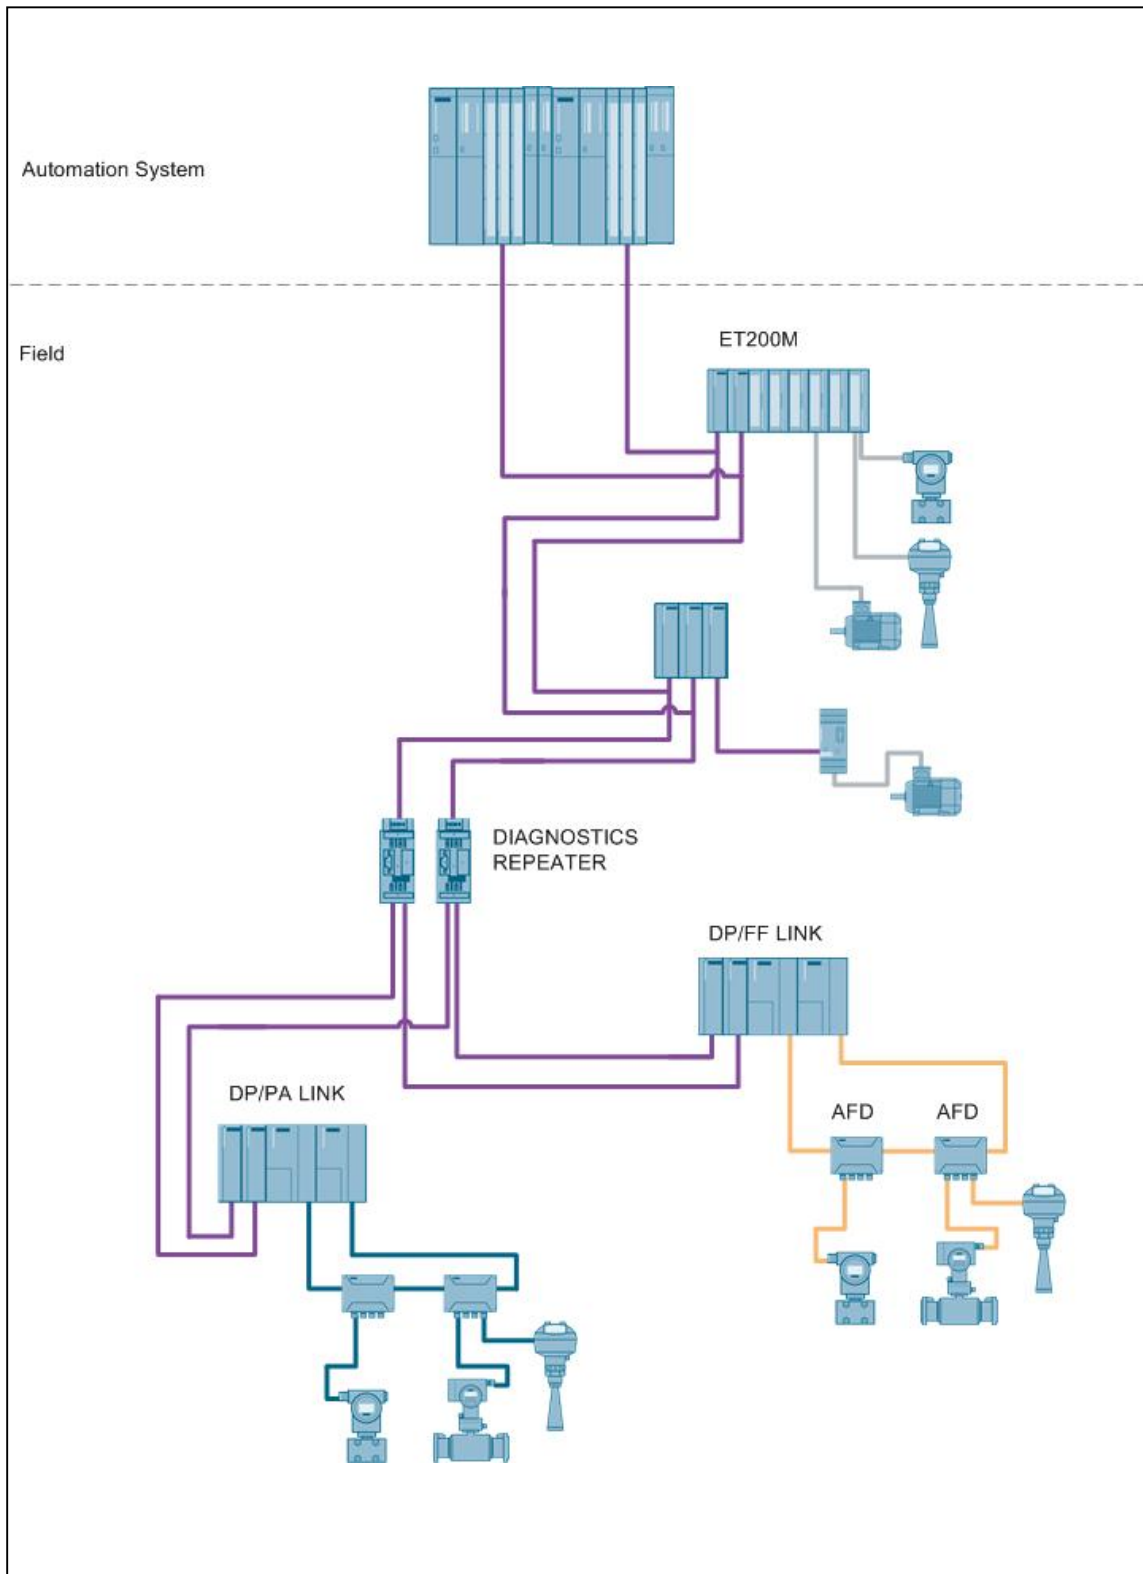 Automation System
Field
ET200M
DIAGNOSTICS
REPEATER
DP/FF LINK
DP/PA LINK
AFD
AFD